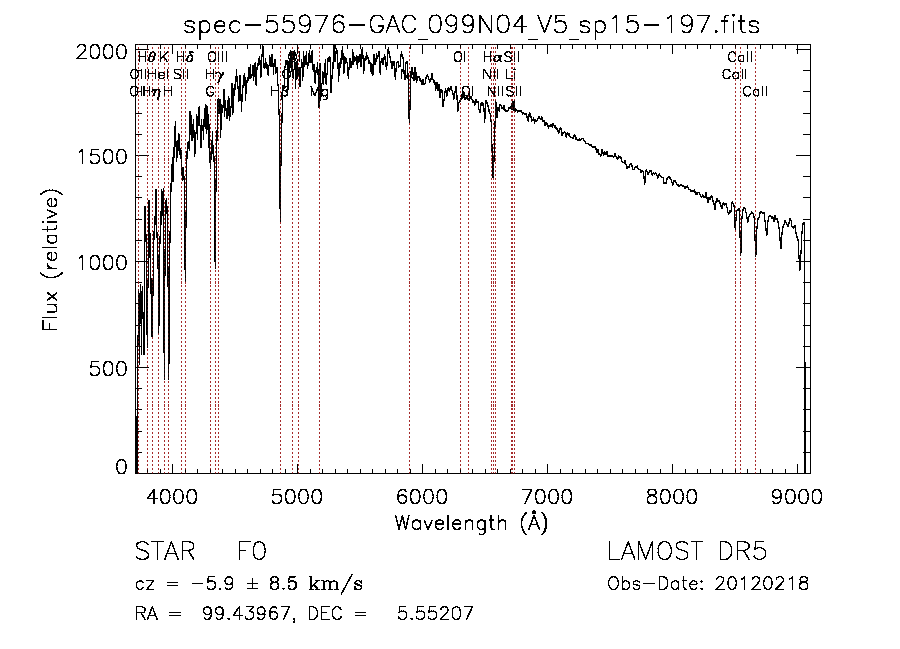 spec-55976-GAC_099N04_V5_sp15-197.fits
Hθ K Hδ OIII Hα SII CaII
OII HeI SII Hγ NII Li CaII
Hη H G Hβ Mg OI NII SII CaII
OI
2000
1500
1000
500
0
Flux (relative)
4000 5000 6000 7000 8000 9000
Wavelength (Å)
STAR F0 LAMOST DR5
cz = -5.9 ± 8.5 km/s Obs-Date: 20120218
RA = 99.43967, DEC = 5.55207